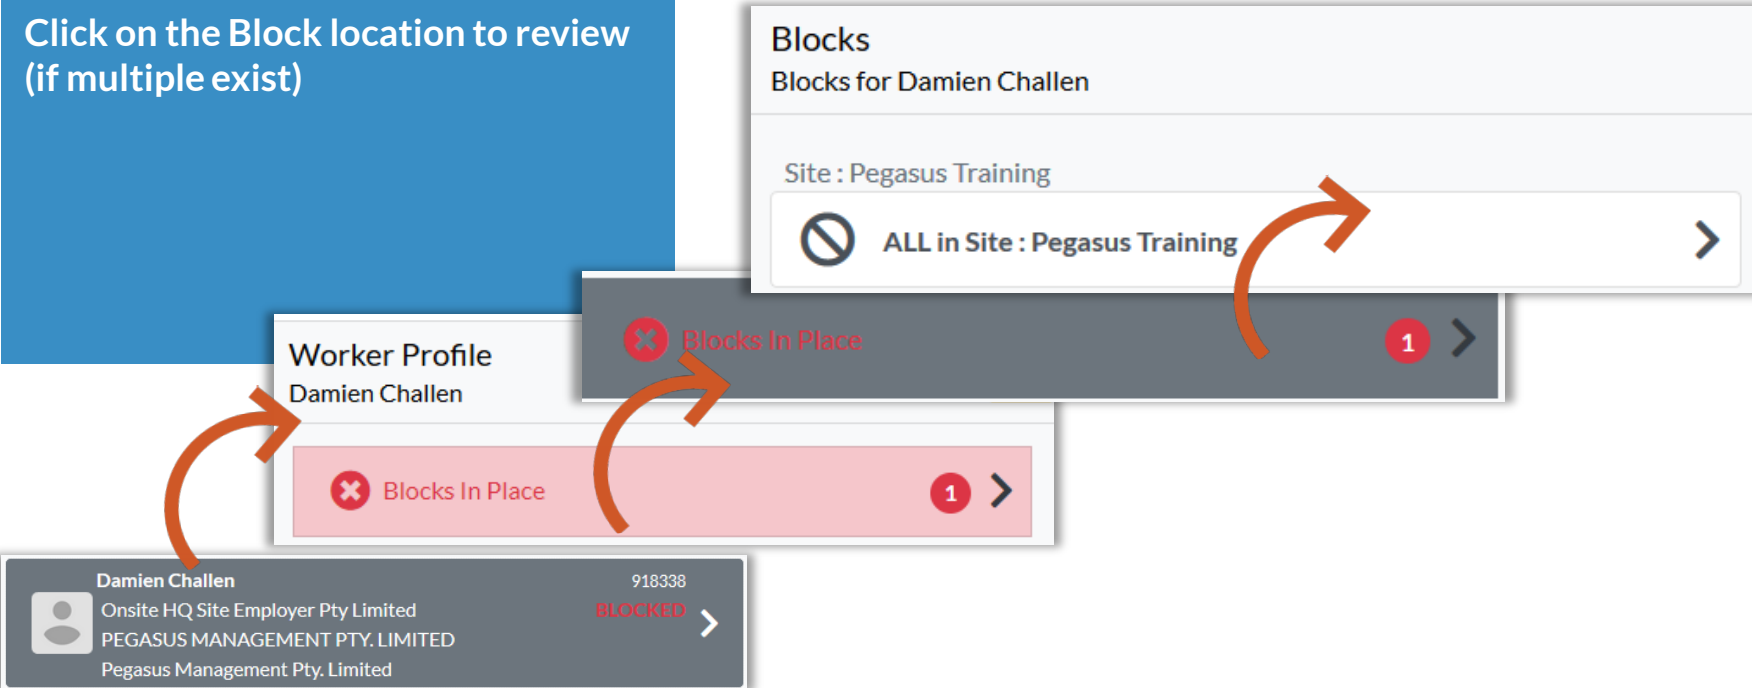 Click on the Block location to review
(if multiple exist)
Blocks
Blocks for Damien Challen
Site : Pegasus Training
ALL in Site : Pegasus Training
Blocks In Place
1
Worker Profile
Damien Challen
Blocks In Place
1
Damien Challen
918338
Onsite HQ Site Employer Pty Limited
BLOCKED
PEGASUS MANAGEMENT PTY. LIMITED
Pegasus Management Pty. Limited